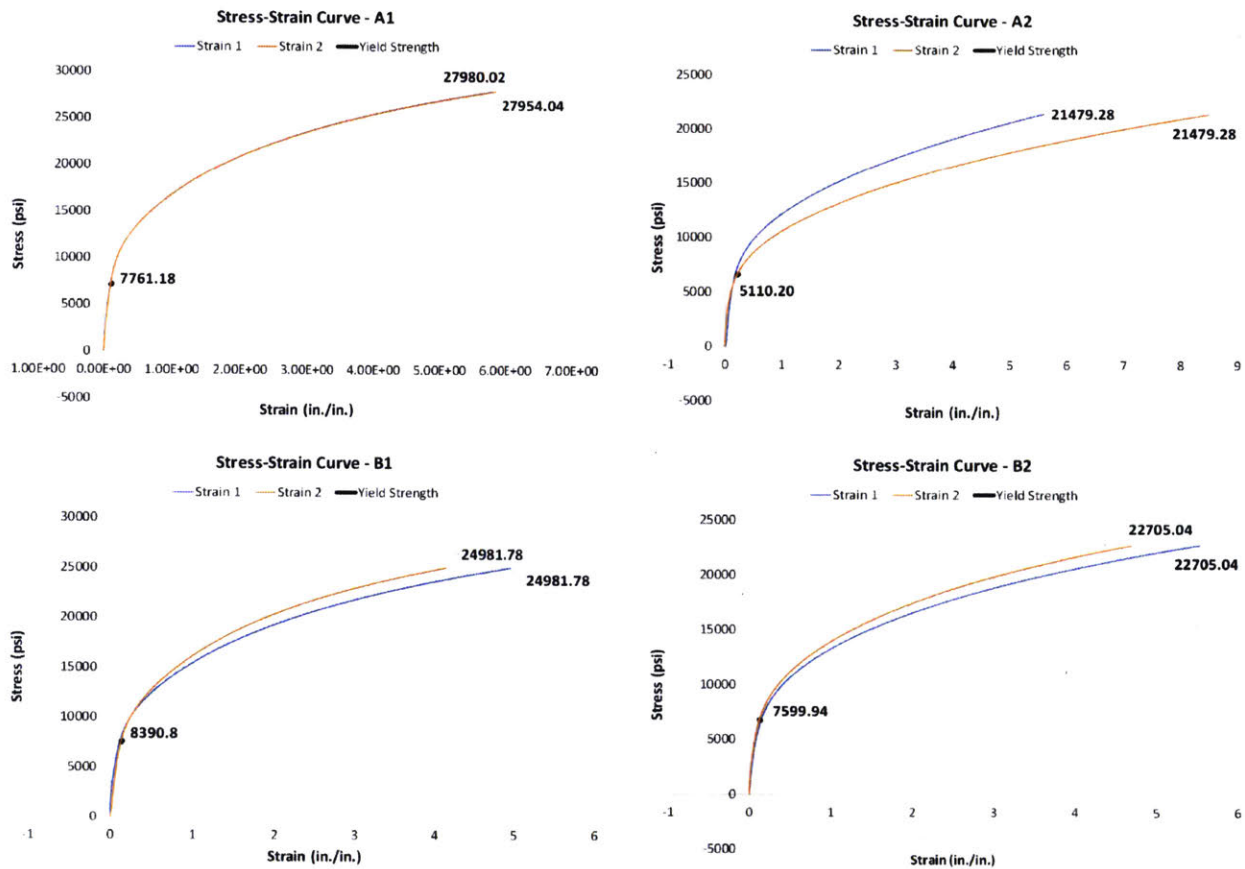 Stress-Strain Curve - A1
Strain 1 Strain 2 Yield Strength
30000
25000
20000
15000
10000
5000
0
-5000
Stress (psi)
27980.02
27954.04
7761.18
1.00E+00 0.00E+00 1.00E+00 2.00E+00 3.00E+00 4.00E+00 5.00E+00 6.00E+00 7.00E+00
Strain (in./in.)
Stress-Strain Curve - A2
Strain 1 Strain 2 Yield Strength
25000
20000
15000
10000
5000
0
-5000
Stress (psi)
21479.28
21479.28
5110.20
-1 0 1 2 3 4 5 6 7 8 9
Strain (in./in.)
Stress-Strain Curve - B1
Strain 1 Strain 2 Yield Strength
30000
25000
20000
15000
10000
5000
0
Stress (psi)
24981.78
24981.78
8390.8
-1 0 1 2 3 4 5 6
Strain (in./in.)
Stress-Strain Curve - B2
Strain 1 Strain 2 Yield Strength
25000
20000
15000
10000
5000
0
-5000
Stress (psi)
22705.04
22705.04
7599.94
-1 0 1 2 3 4 5 6
Strain (in./in.)